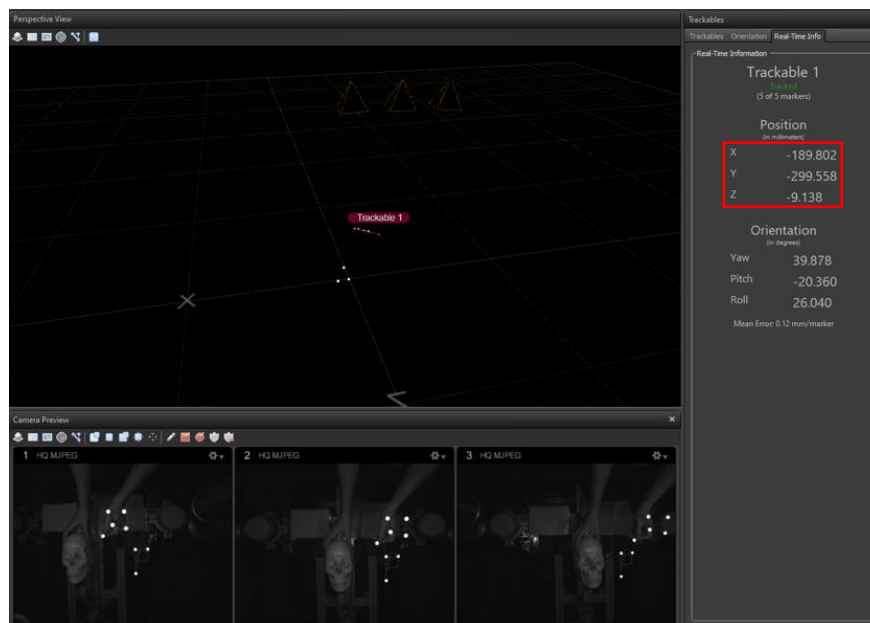 Perspective View
Trackable 1
Camera Preview
1 HQ MJPEG
2 HQ MJPEG
3 HQ MJPEG
Trackables
Trackables Orientation Real-Time Info
Real-Time Information
Trackable 1
Tracked
(5 of 5 markers)
Position
(in millimeters)
X -189.802
Y -299.558
Z -9.138
Orientation
(in degrees)
Yaw 39.878
Pitch -20.360
Roll 26.040
Mean Error: 0.12 mm/marker